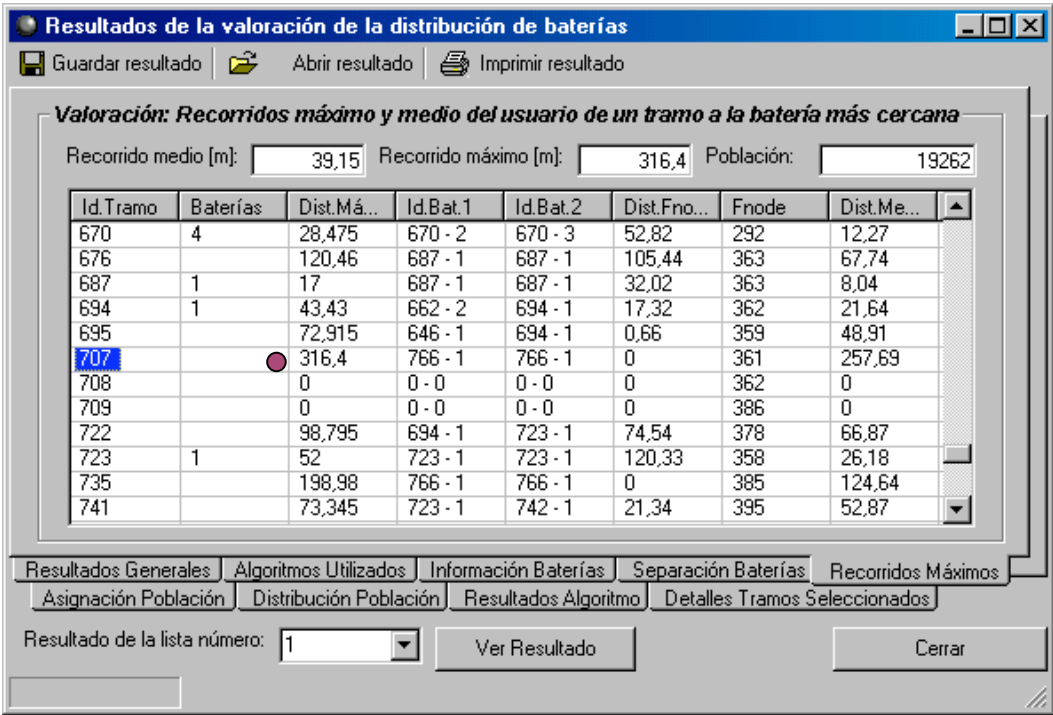 Resultados de la valoración de la distribución de baterías
Guardar resultado Abrir resultado Imprimir resultado
Valoración: Recorridos máximo y medio del usuario de un tramo a la batería más cercana
Recorrido medio [m]: 39,15 Recorrido máximo [m]: 316,4 Población: 19262
Id.Tramo Baterías Dist.Má... Id.Bat.1 Id.Bat.2 Dist.Fno... Fnode Dist.Me...
670 4 28,475 670 - 2 670 - 3 52,82 292 12,27
676 120,46 687 - 1 687 - 1 105,44 363 67,74
687 1 17 687 - 1 687 - 1 32,02 363 8,04
694 1 43,43 662 - 2 694 - 1 17,32 362 21,64
695 72,915 646 - 1 694 - 1 0,66 359 48,91
707 316,4 766 - 1 766 - 1 0 361 257,69
708 0 0 - 0 0 - 0 0 362 0
709 0 0 - 0 0 - 0 0 386 0
722 98,795 694 - 1 723 - 1 74,54 378 66,87
723 1 52 723 - 1 723 - 1 120,33 358 26,18
735 198,98 766 - 1 766 - 1 0 385 124,64
741 73,345 723 - 1 742 - 1 21,34 395 52,87
Resultados Generales Algoritmos Utilizados Información Baterías Separación Baterías Recorridos Máximos
Asignación Población Distribución Población Resultados Algoritmo Detalles Tramos Seleccionados
Resultado de la lista número: 1 Ver Resultado Cerrar